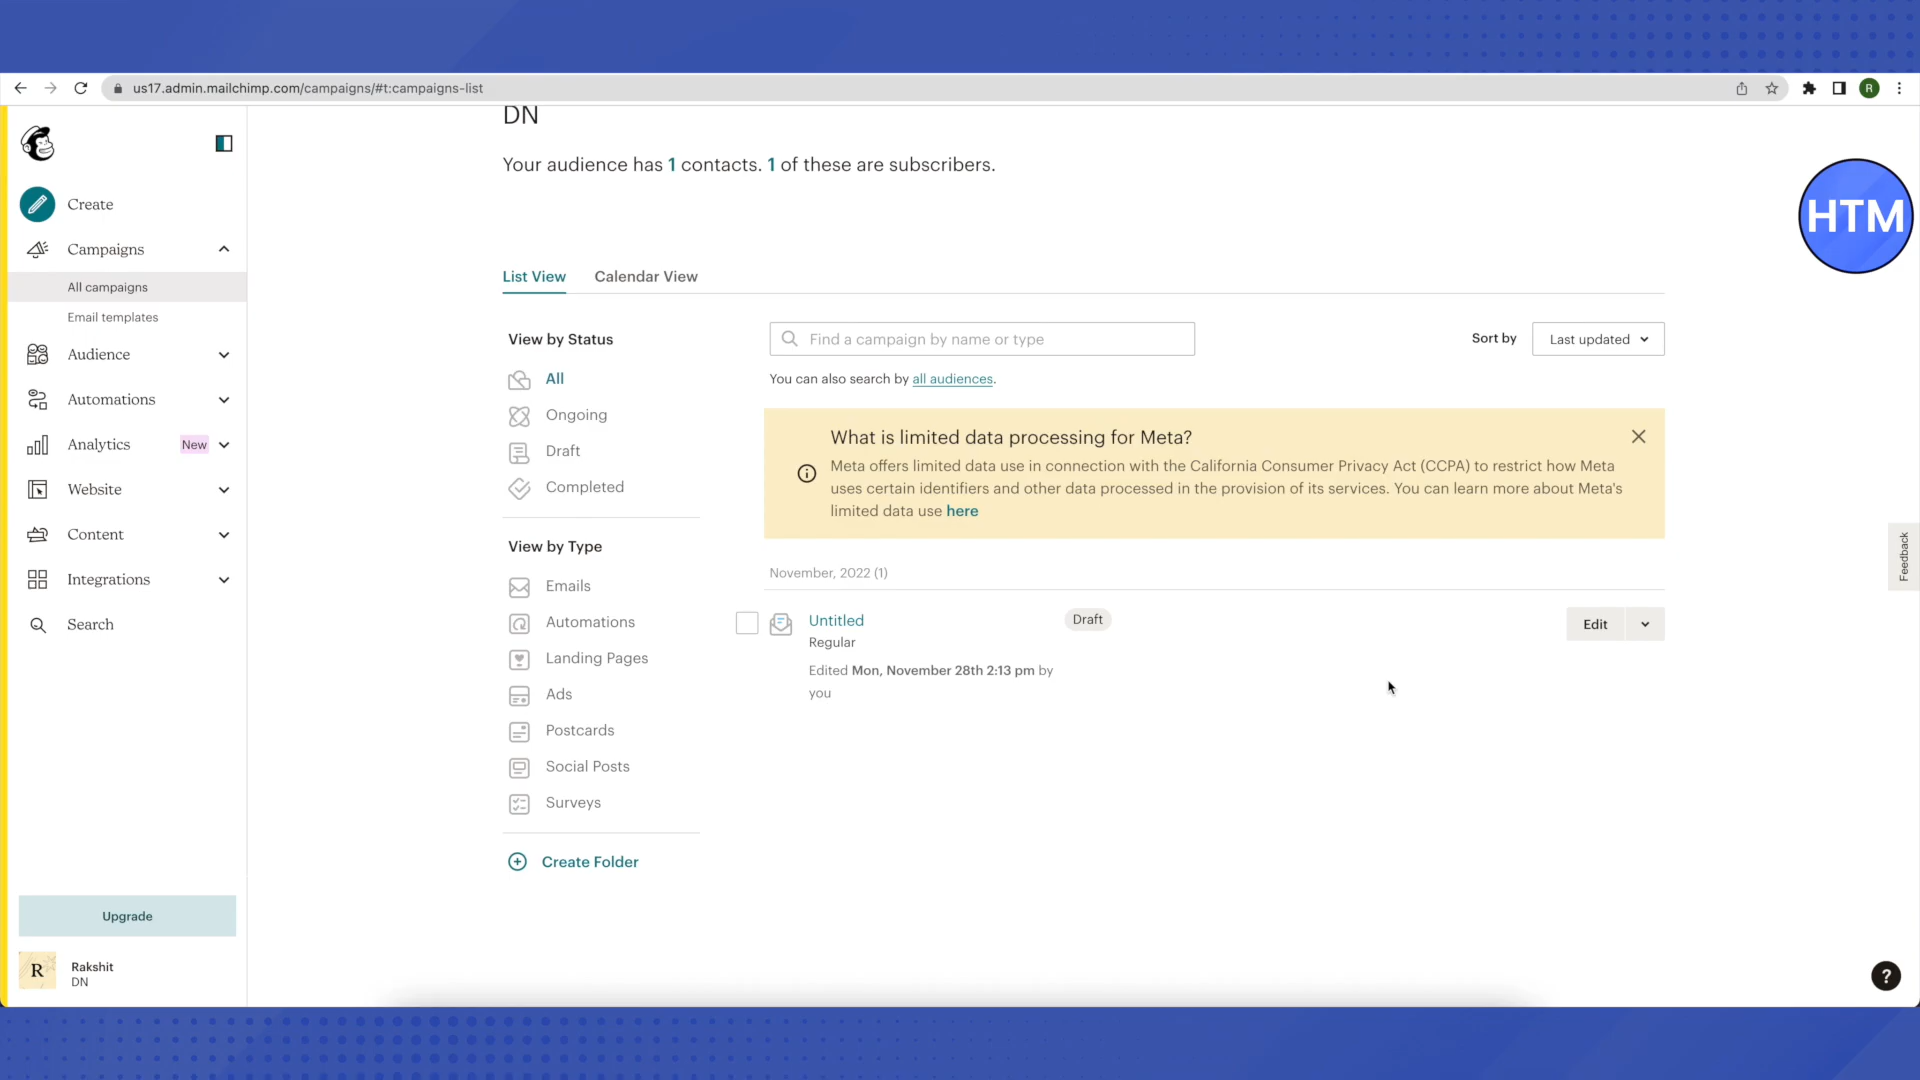 us17.admin.mailchimp.com/campaigns/#t:campaigns-list
R
DN
Your audience has 1 contacts. 1 of these are subscribers.
HTM
Create
Campaigns
All campaigns
Email templates
Audience
Automations
Analytics New
Website
Content
Integrations
Search
Upgrade
R
Rakshit
DN
List View Calendar View
View by Status
All
Ongoing
Draft
Completed
View by Type
Emails
Automations
Landing Pages
Ads
Postcards
Social Posts
Surveys
Create Folder
Find a campaign by name or type
Sort by Last updated
You can also search by all audiences.
What is limited data processing for Meta?
Meta offers limited data use in connection with the California Consumer Privacy Act (CCPA) to restrict how Meta
uses certain identifiers and other data processed in the provision of its services. You can learn more about Meta's
limited data use here
November, 2022 (1)
Untitled Draft Edit
Regular
Edited Mon, November 28th 2:13 pm by
you
Feedback
?